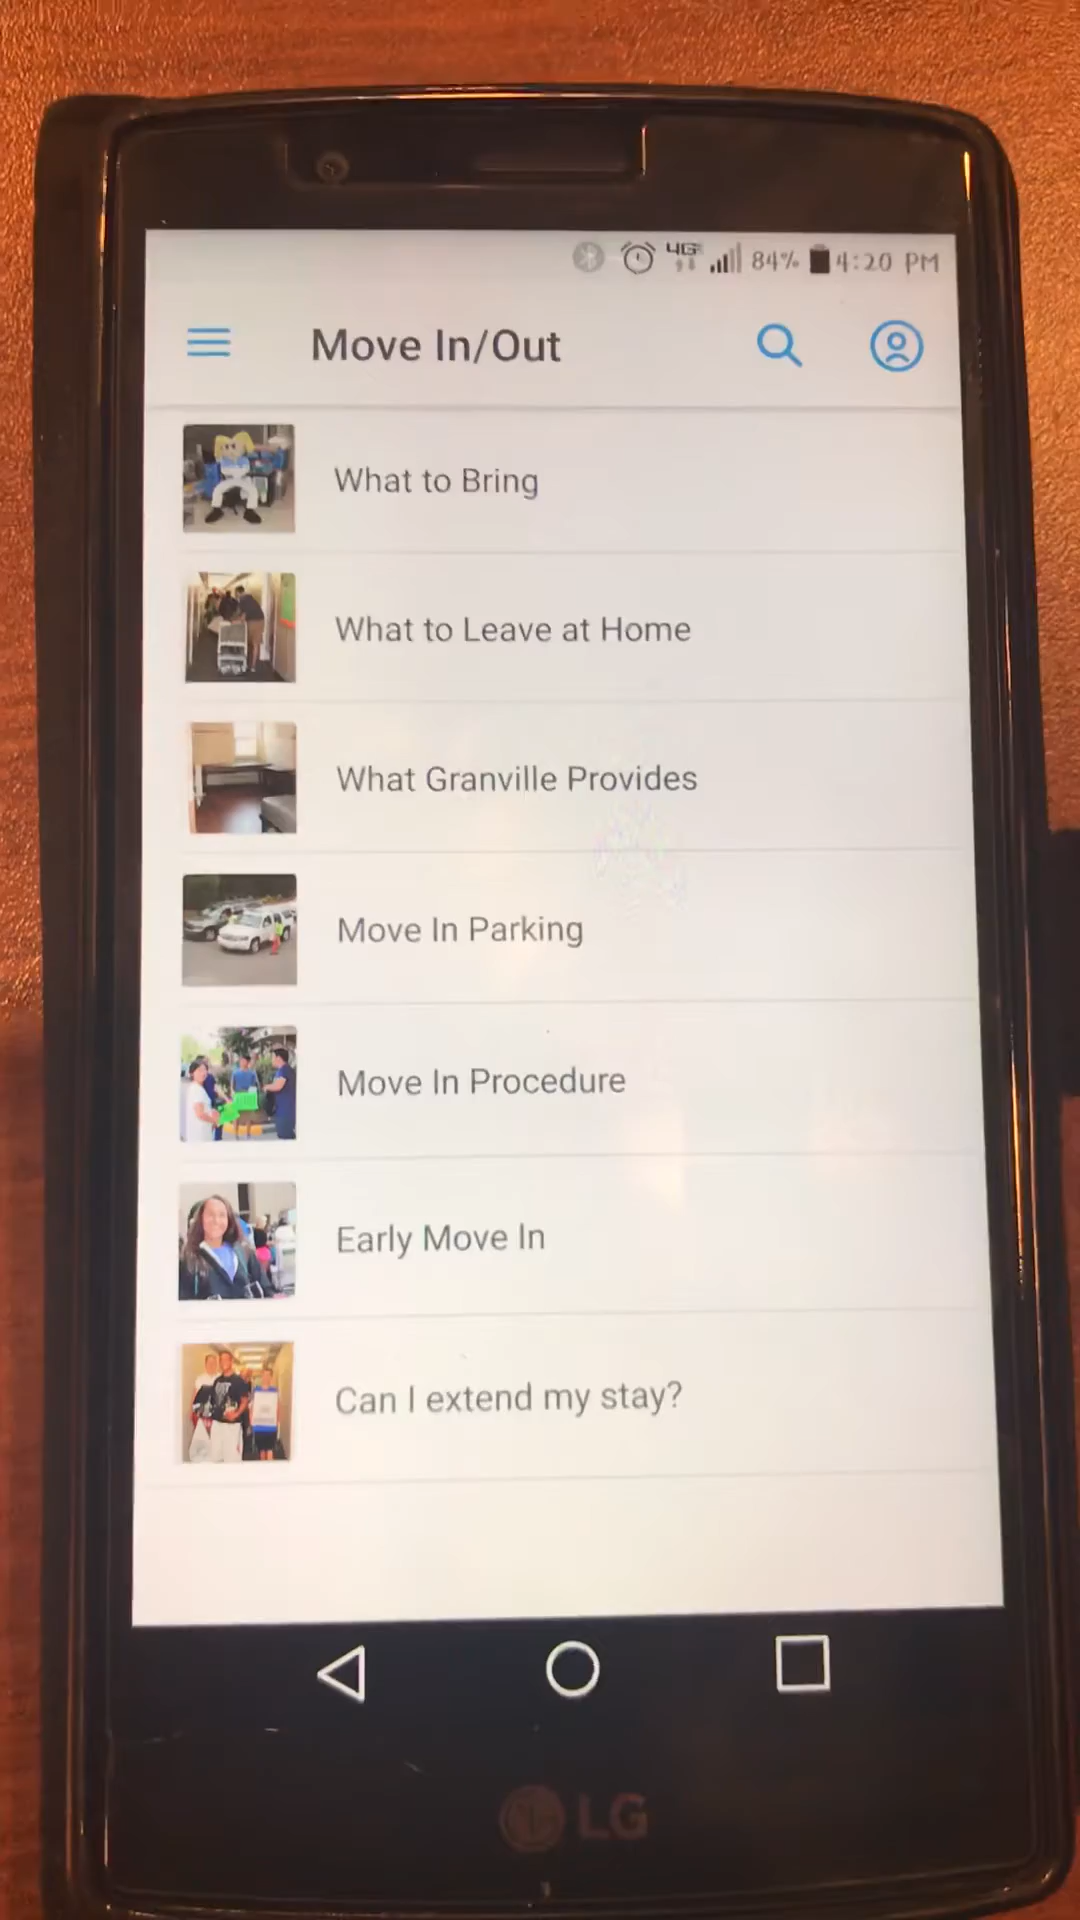 4G 84% 4:20 PM
Move In/Out
What to Bring
What to Leave at Home
What Granville Provides
Move In Parking
Move In Procedure
Early Move In
Can I extend my stay?
LG